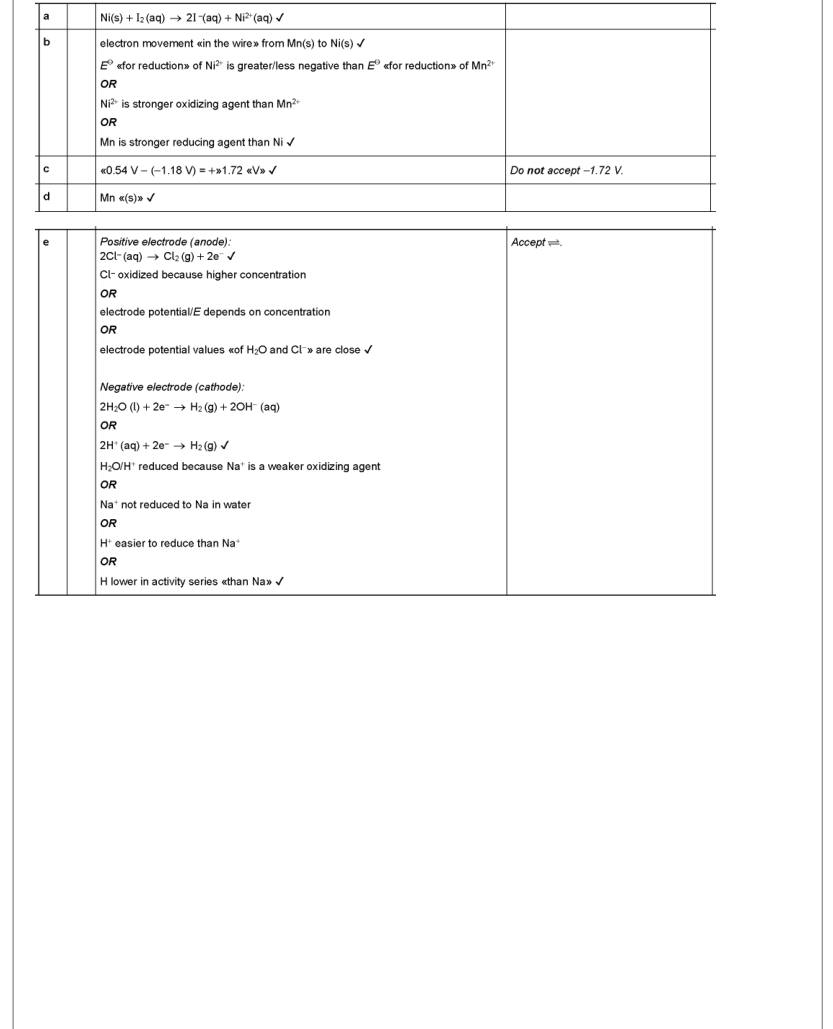 a Ni(s) + I₂(aq) → 2I⁻(aq) + Ni²⁺(aq) ✓
b electron movement «in the wire» from Mn(s) to Ni(s) ✓
E⊖ «for reduction» of Ni²⁺ is greater/less negative than E⊖ «for reduction» of Mn²⁺
OR
Ni²⁺ is stronger oxidizing agent than Mn²⁺
OR
Mn is stronger reducing agent than Ni ✓
c «0.54 V – (–1.18 V) = +»1.72 «V» ✓ Do not accept –1.72 V.
d Mn «(s)» ✓
e Positive electrode (anode): Accept ⇌.
2Cl⁻(aq) → Cl₂(g) + 2e⁻ ✓
Cl⁻ oxidized because higher concentration
OR
electrode potential/E depends on concentration
OR
electrode potential values «of H₂O and Cl⁻» are close ✓
Negative electrode (cathode):
2H₂O (l) + 2e⁻ → H₂(g) + 2OH⁻ (aq)
OR
2H⁺(aq) + 2e⁻ → H₂(g) ✓
H₂O/H⁺ reduced because Na⁺ is a weaker oxidizing agent
OR
Na⁺ not reduced to Na in water
OR
H⁺ easier to reduce than Na⁺
OR
H lower in activity series «than Na» ✓